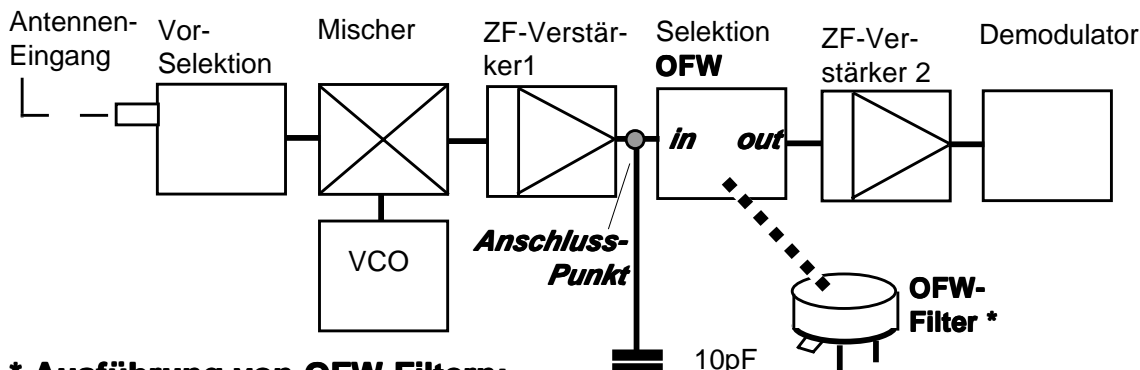 Antennen-
Eingang
Vor-
Selektion
Mischer
ZF-Verstär-
ker1
Selektion
OFW
ZF-Ver-
stärker 2
Demodulator
in out
VCO
Anschluss-
Punkt
OFW-
Filter *
10pF
* Ausführung von OFW-Filtern: